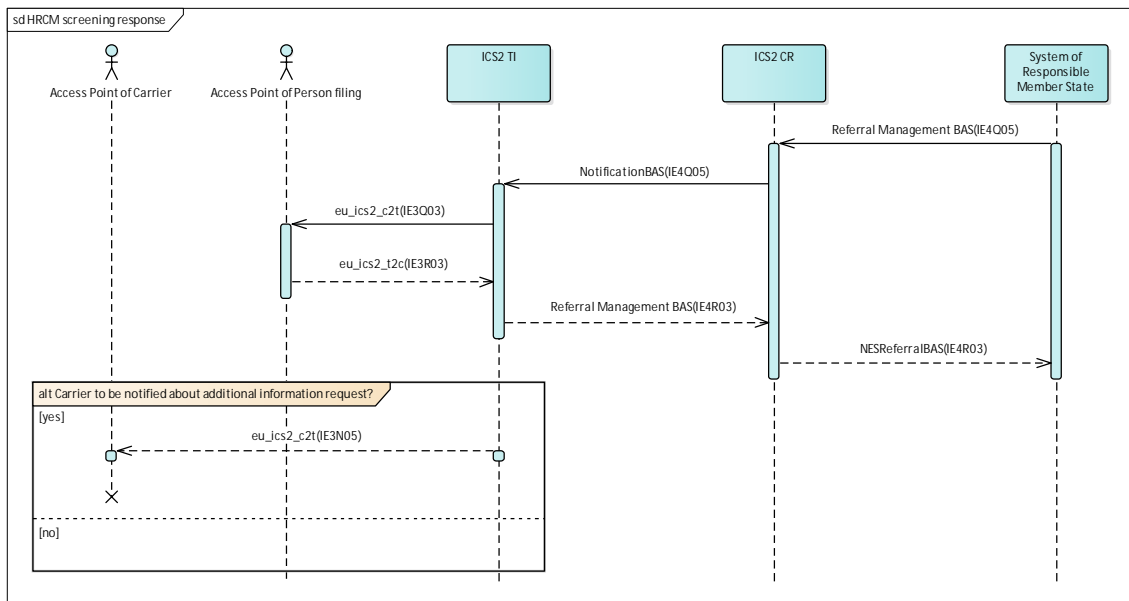 sd HRCM screening response
Access Point of Carrier
Access Point of Person filing
ICS2 TI
ICS2 CR
System of
Responsible
Member State
Referral Management BAS(IE4Q05)
NotificationBAS(IE4Q05)
eu_ics2_c2t(IE3Q03)
eu_ics2_t2c(IE3R03)
Referral Management BAS(IE4R03)
NESReferralBAS(IE4R03)
alt Carrier to be notified about additional information request?
[yes]
eu_ics2_c2t(IE3N05)
[no]